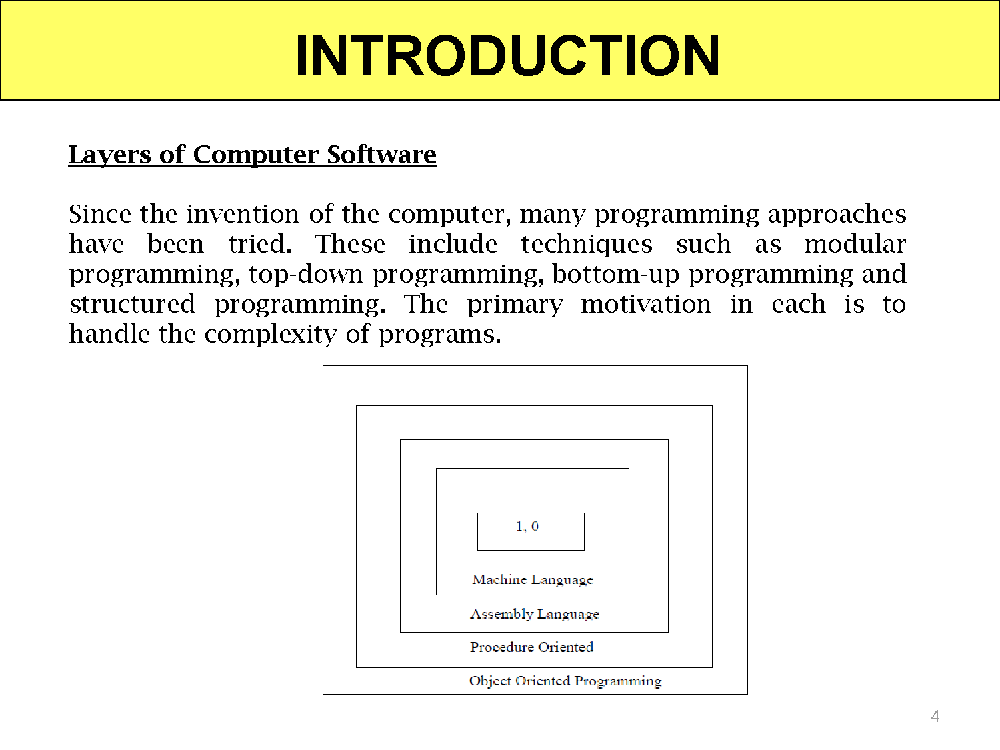 INTRODUCTION
Layers of Computer Software
Since the invention of the computer, many programming approaches
have been tried. These include techniques such as modular
programming, top-down programming, bottom-up programming and
structured programming. The primary motivation in each is to
handle the complexity of programs.
1, 0
Machine Language
Assembly Language
Procedure Oriented
Object Oriented Programming
4